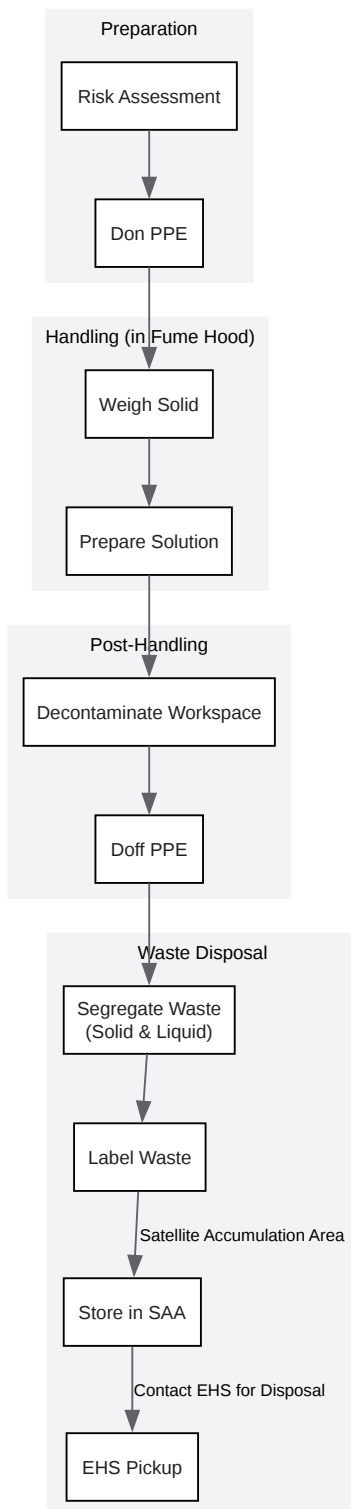 Preparation
Risk Assessment
Don PPE
Handling (in Fume Hood)
Weigh Solid
Prepare Solution
Post-Handling
Decontaminate Workspace
Doff PPE
Waste Disposal
Segregate Waste
(Solid & Liquid)
Label Waste
Satellite Accumulation Area
Store in SAA
Contact EHS for Disposal
EHS Pickup